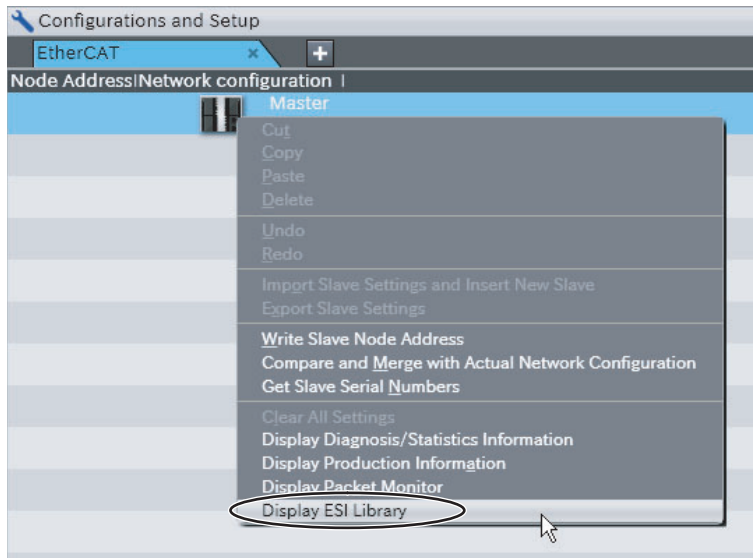 Configurations and Setup
EtherCAT × +
Node Address|Network configuration |
Master
Cut
Copy
Paste
Delete
Undo
Redo
Import Slave Settings and Insert New Slave
Export Slave Settings
Write Slave Node Address
Compare and Merge with Actual Network Configuration
Get Slave Serial Numbers
Clear All Settings
Display Diagnosis/Statistics Information
Display Production Information
Display Packet Monitor
Display ESI Library